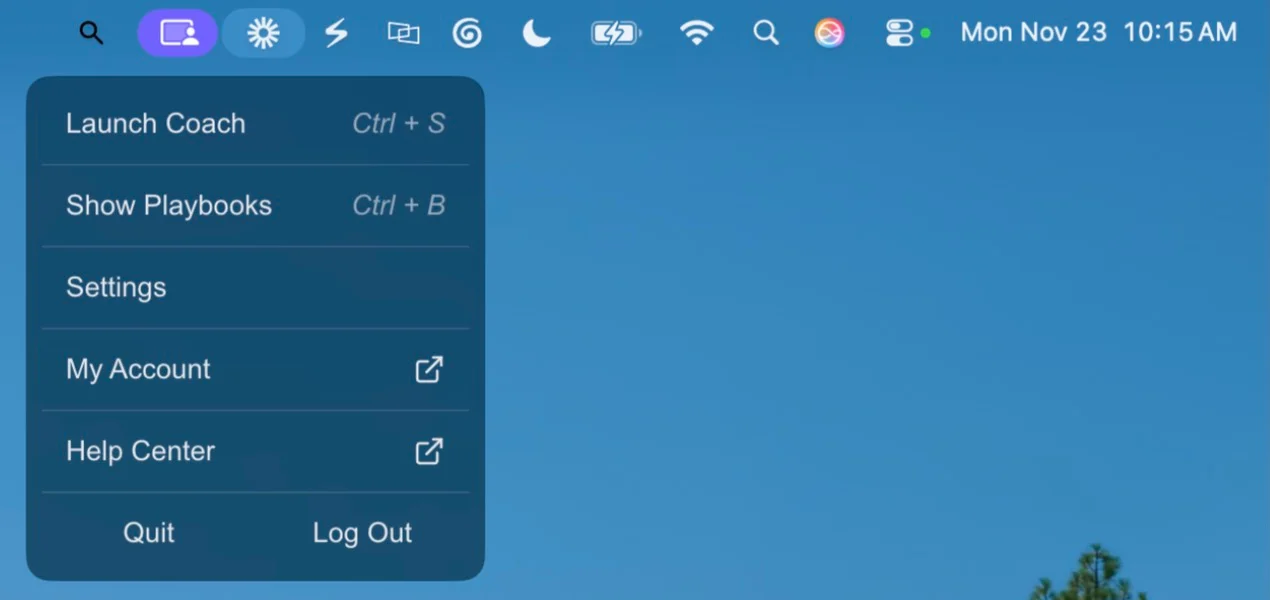 Mon Nov 23 10:15 AM
Launch Coach Ctrl + S
Show Playbooks Ctrl + B
Settings
My Account
Help Center
Quit Log Out